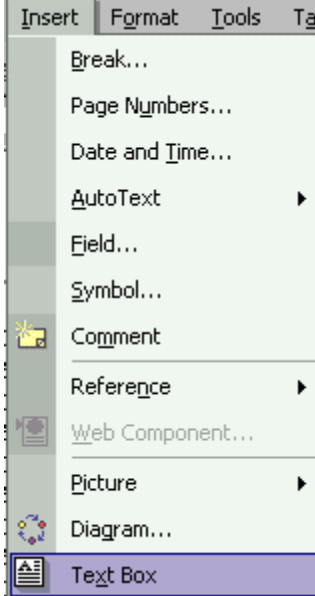 Insert Format Tools Ta
Break...
Page Numbers...
Date and Time...
AutoText
Field...
Symbol...
Comment
Reference
Web Component...
Picture
Diagram...
Text Box